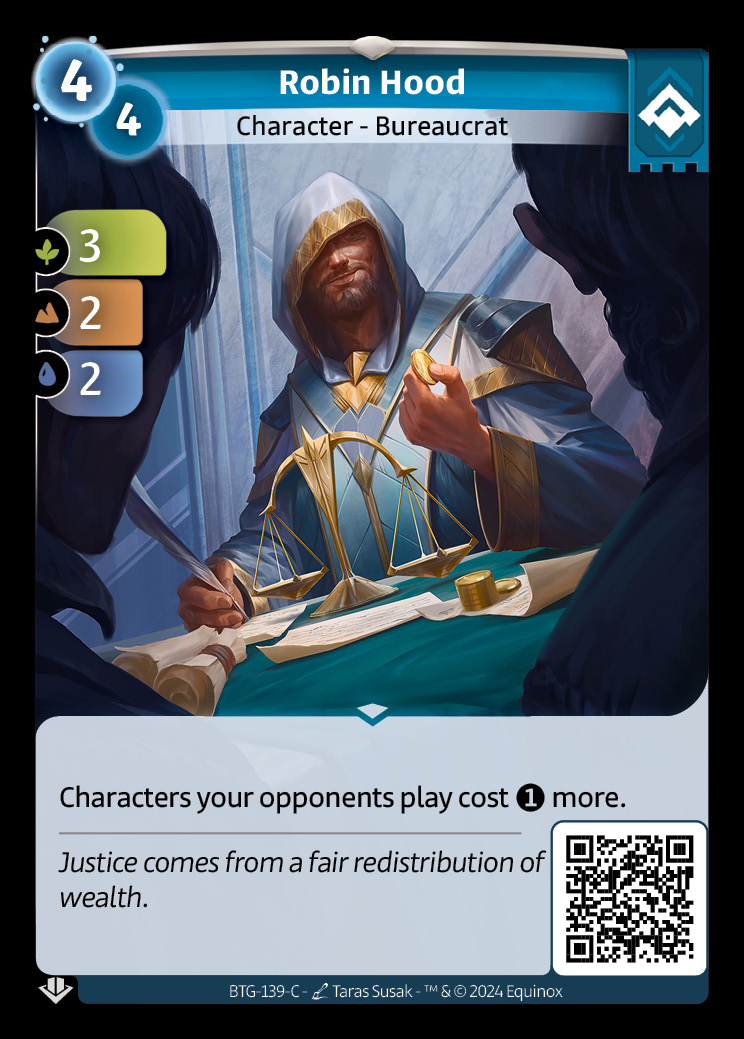 4
Robin Hood
4
Character - Bureaucrat
3
2
2
Characters your opponents play cost 1 more.
Justice comes from a fair redistribution of
wealth.
BTG-139-C - Taras Susak - ™ & © 2024 Equinox